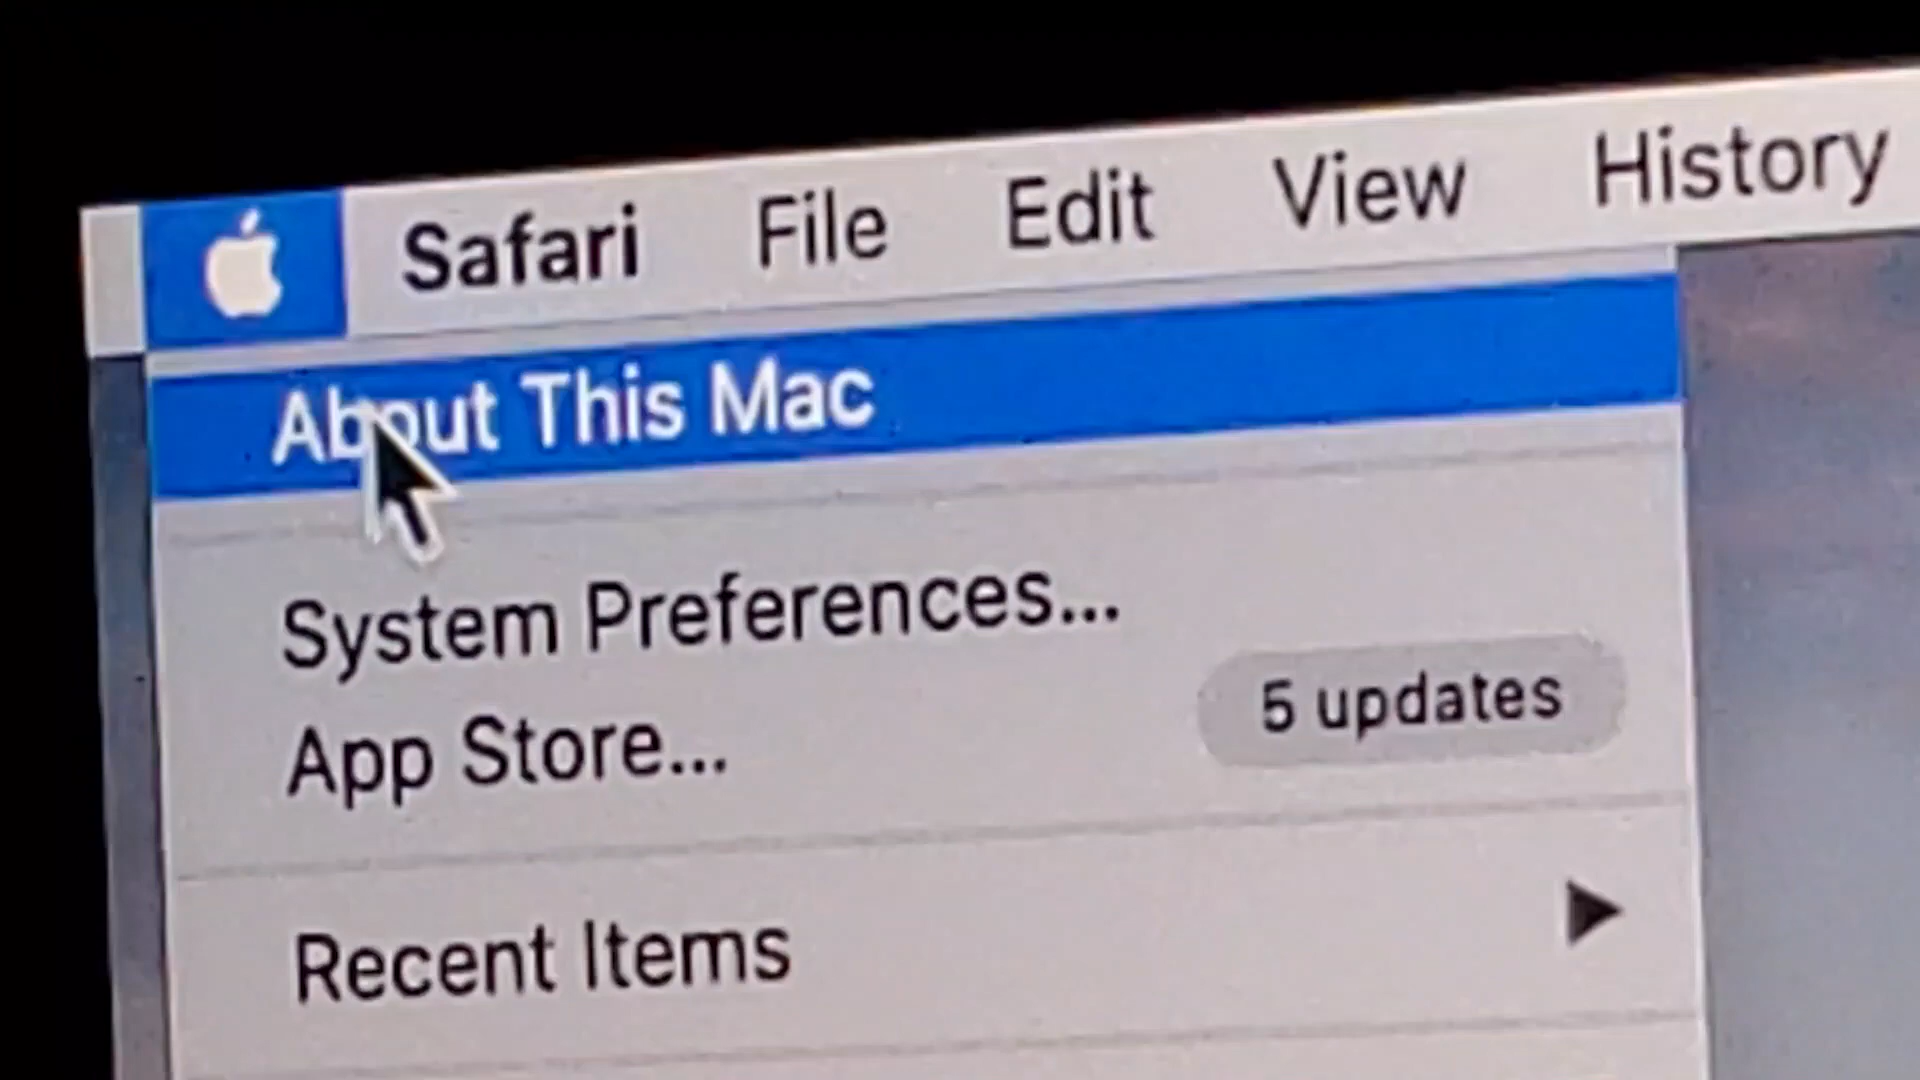 Safari File Edit View History
About This Mac
System Preferences...
App Store... 5 updates
Recent Items